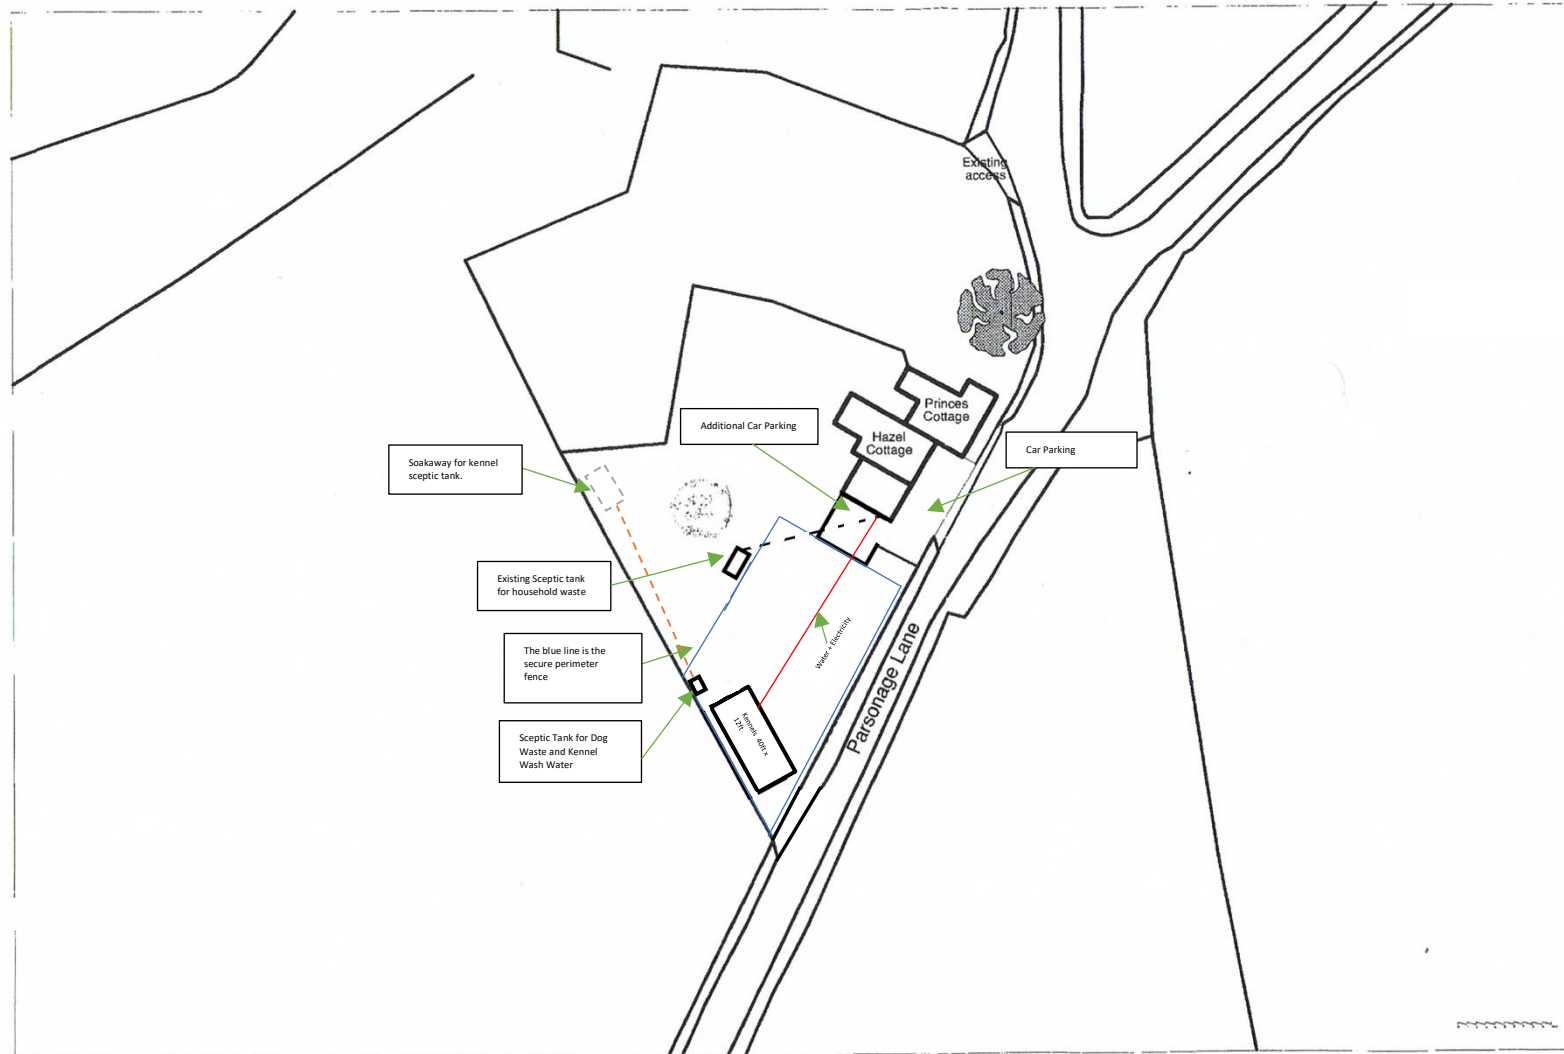 Existing
access
Princes
Cottage
Additional Car Parking
Hazel
Cottage
Car Parking
Soakaway for kennel
sceptic tank.
Existing Sceptic tank
for household waste
The blue line is the
secure perimeter
fence
Water + Electricity
Parsonage Lane
Sceptic Tank for Dog
Waste and Kennel
Wash Water
Kennels 40ft x
12ft